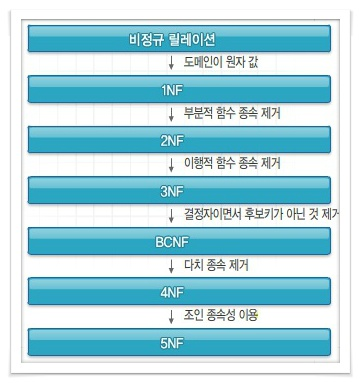 비정규 릴레이션
도메인이 원자 값
1NF
부분적 함수 종속 제거
2NF
이행적 함수 종속 제거
3NF
결정자이면서 후보키가 아닌 것 제거
BCNF
다치 종속 제거
4NF
조인 종속성 이용
5NF